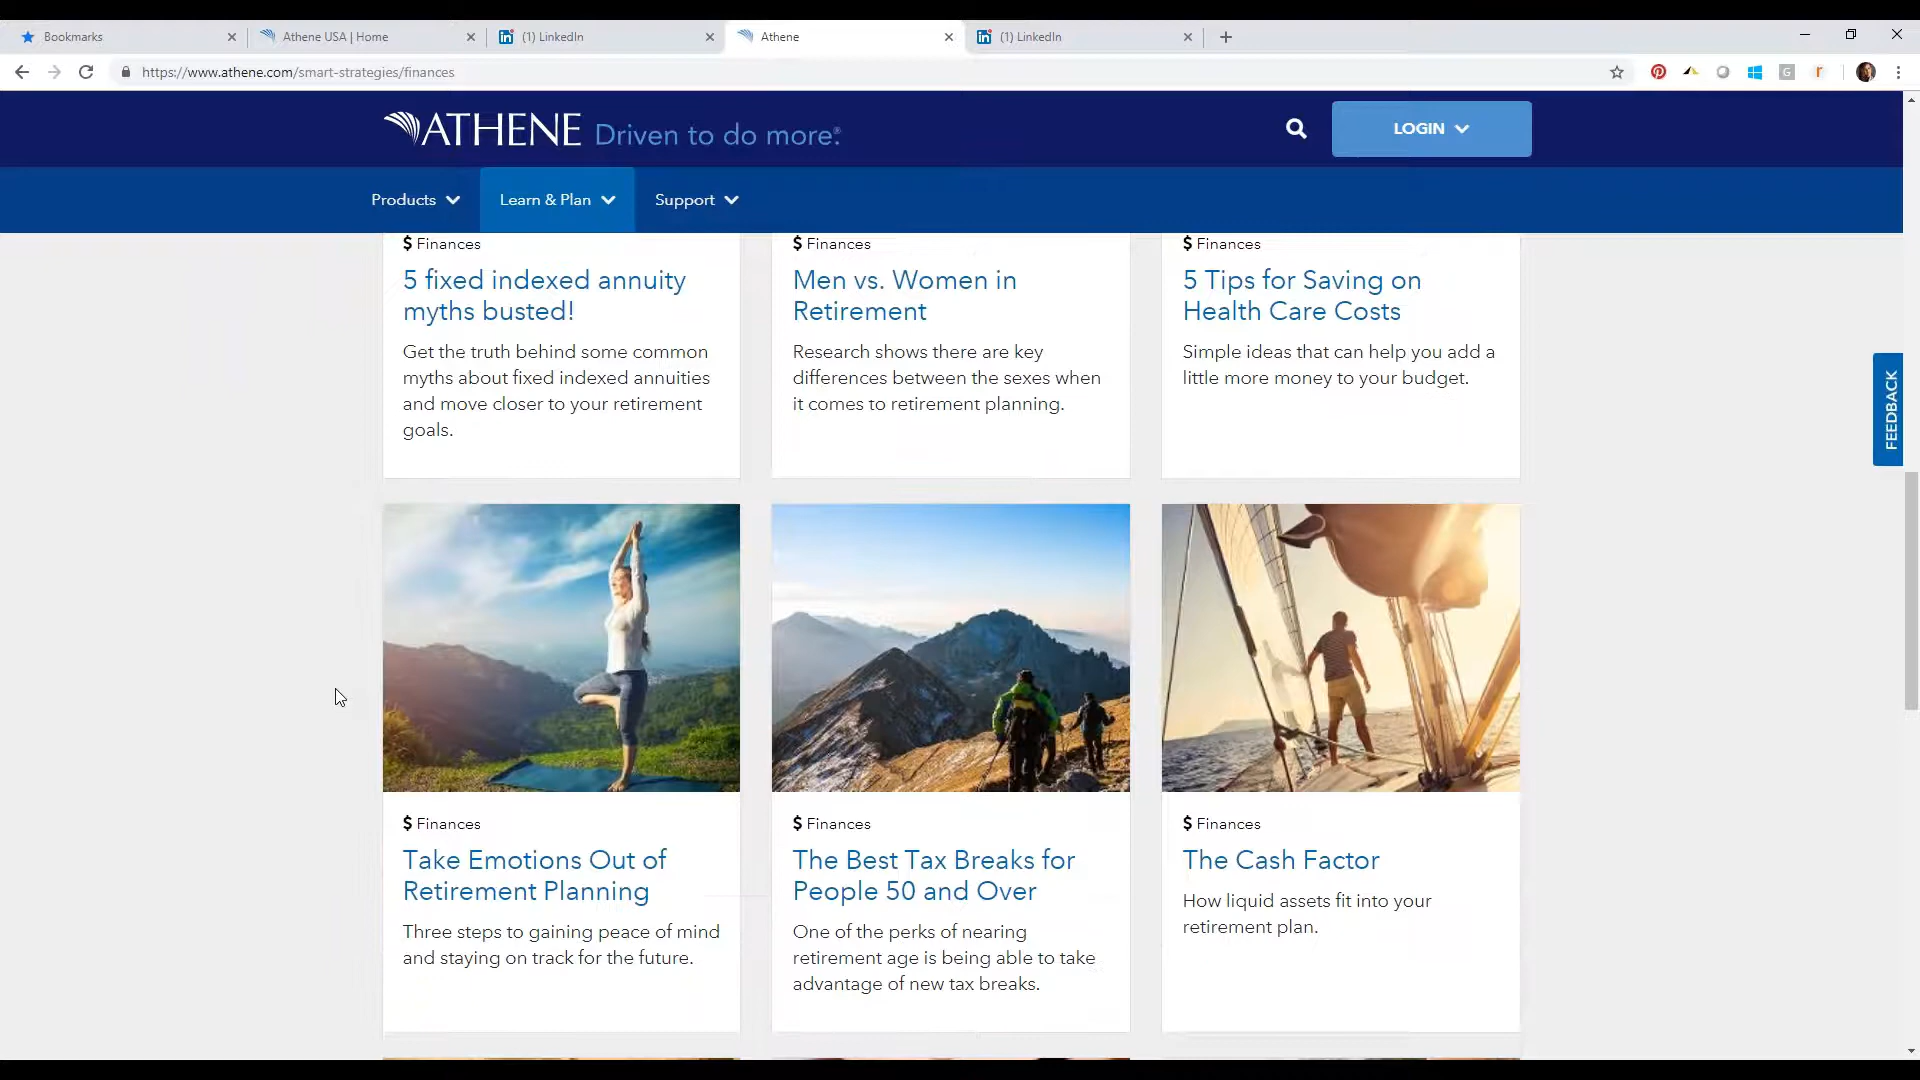 Bookmarks
Athene USA | Home
(1) LinkedIn
Athene
(1) LinkedIn
https://www.athene.com/smart-strategies/finances
ATHENE Driven to do more.®
LOGIN
Products
Learn & Plan
Support
$ Finances
5 fixed indexed annuity
myths busted!
Get the truth behind some common
myths about fixed indexed annuities
and move closer to your retirement
goals.
$ Finances
Men vs. Women in
Retirement
Research shows there are key
differences between the sexes when
it comes to retirement planning.
$ Finances
5 Tips for Saving on
Health Care Costs
Simple ideas that can help you add a
little more money to your budget.
FEEDBACK
$ Finances
Take Emotions Out of
Retirement Planning
Three steps to gaining peace of mind
and staying on track for the future.
$ Finances
The Best Tax Breaks for
People 50 and Over
One of the perks of nearing
retirement age is being able to take
advantage of new tax breaks.
$ Finances
The Cash Factor
How liquid assets fit into your
retirement plan.